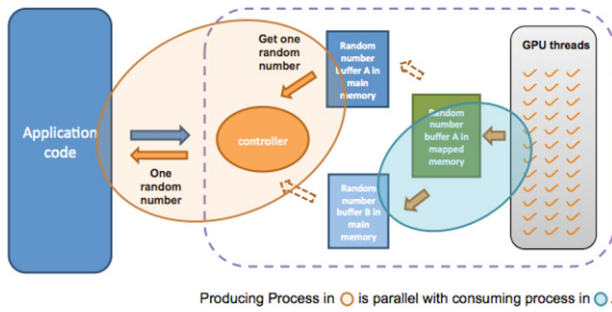 Get one
random
number
Random
number
buffer A in
main
memory
GPU threads
Application
code
controller
Random
number
buffer A in
mapped
memory
One
random
number
Random
number
buffer B in
main
memory
Producing Process in is parallel with consuming process in .